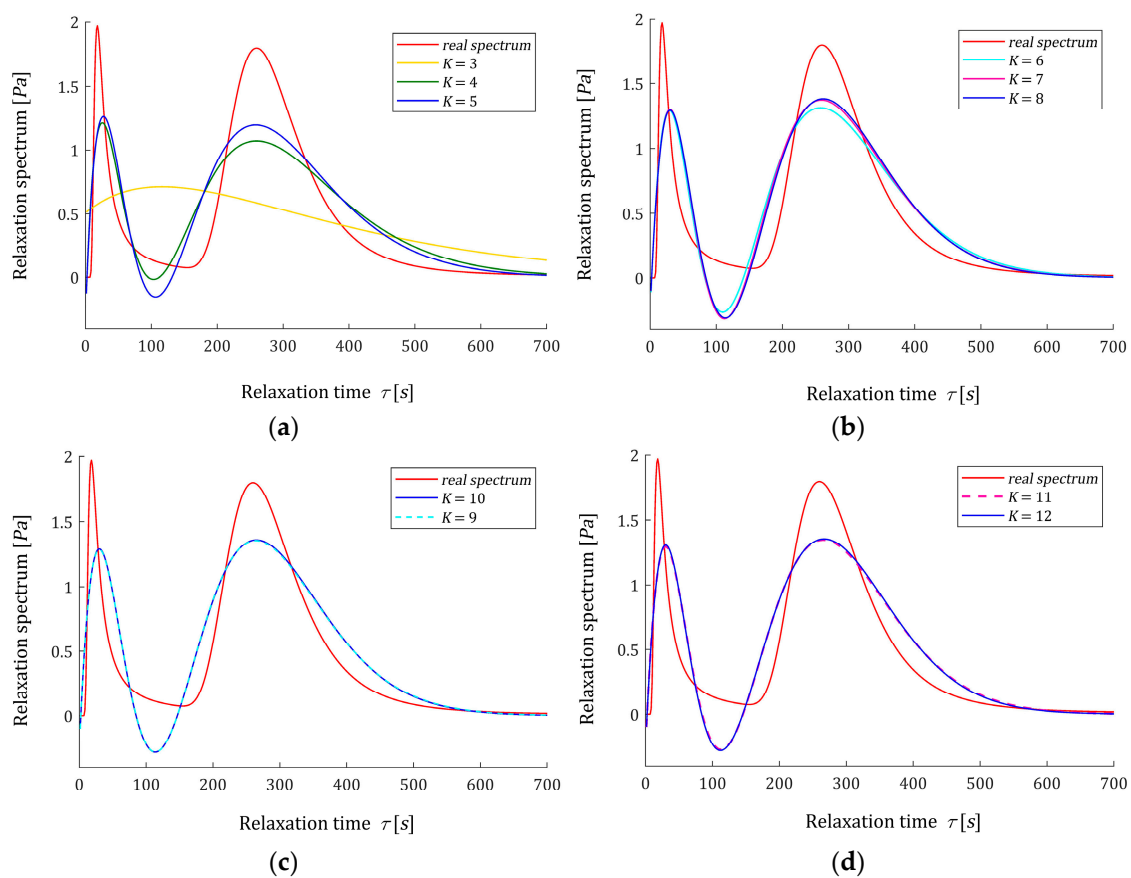 2
1.5
1
0.5
0
Relaxation spectrum [Pa]
real spectrum
K = 3
K = 4
K = 5
0 100 200 300 400 500 600 700
Relaxation time τ [s]
(a)
2
1.5
1
0.5
0
Relaxation spectrum [Pa]
real spectrum
K = 6
K = 7
K = 8
0 100 200 300 400 500 600 700
Relaxation time τ [s]
(b)
2
1.5
1
0.5
0
Relaxation spectrum [Pa]
real spectrum
K = 10
K = 9
0 100 200 300 400 500 600 700
Relaxation time τ [s]
(c)
2
1.5
1
0.5
0
Relaxation spectrum [Pa]
real spectrum
K = 11
K = 12
0 100 200 300 400 500 600 700
Relaxation time τ [s]
(d)